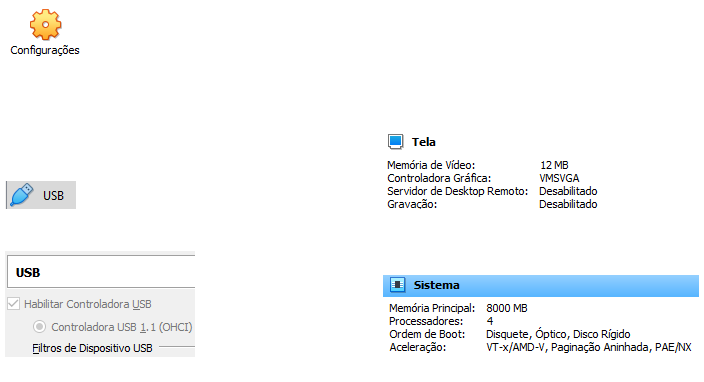 Configurações
USB
USB
Habilitar Controladora USB
Controladora USB 1.1 (OHCI)
Filtros de Dispositivo USB
Tela
Memória de Vídeo: 12 MB
Controladora Gráfica: VMSVGA
Servidor de Desktop Remoto: Desabilitado
Gravação: Desabilitado
Sistema
Memória Principal: 8000 MB
Processadores: 4
Ordem de Boot: Disquete, Óptico, Disco Rígido
Aceleração: VT-x/AMD-V, Paginação Aninhada, PAE/NX